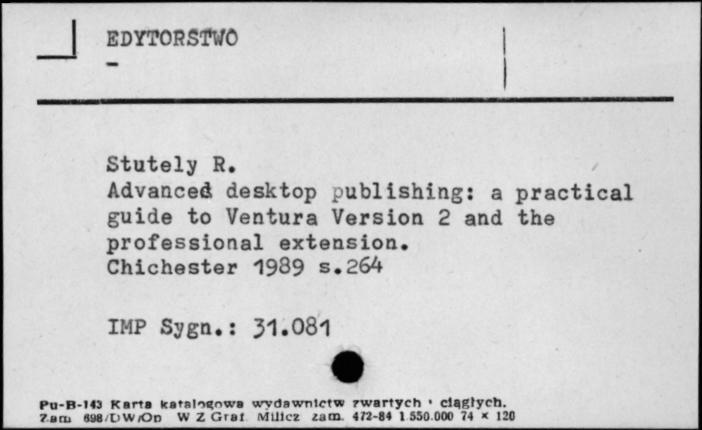 EDYTORSTWO
-
Stutely R.
Advanced desktop publishing: a practical
guide to Ventura Version 2 and the
professional extension.
Chichester 1989 s.264
IMP Sygn.: 31.081
Pu-B-143 Karta katalogowa wydawnictw zwartych i ciągłych.
Zam 698/DW/Op W Z Graf. Milicz zam. 472-84 1.550.000 74 × 120